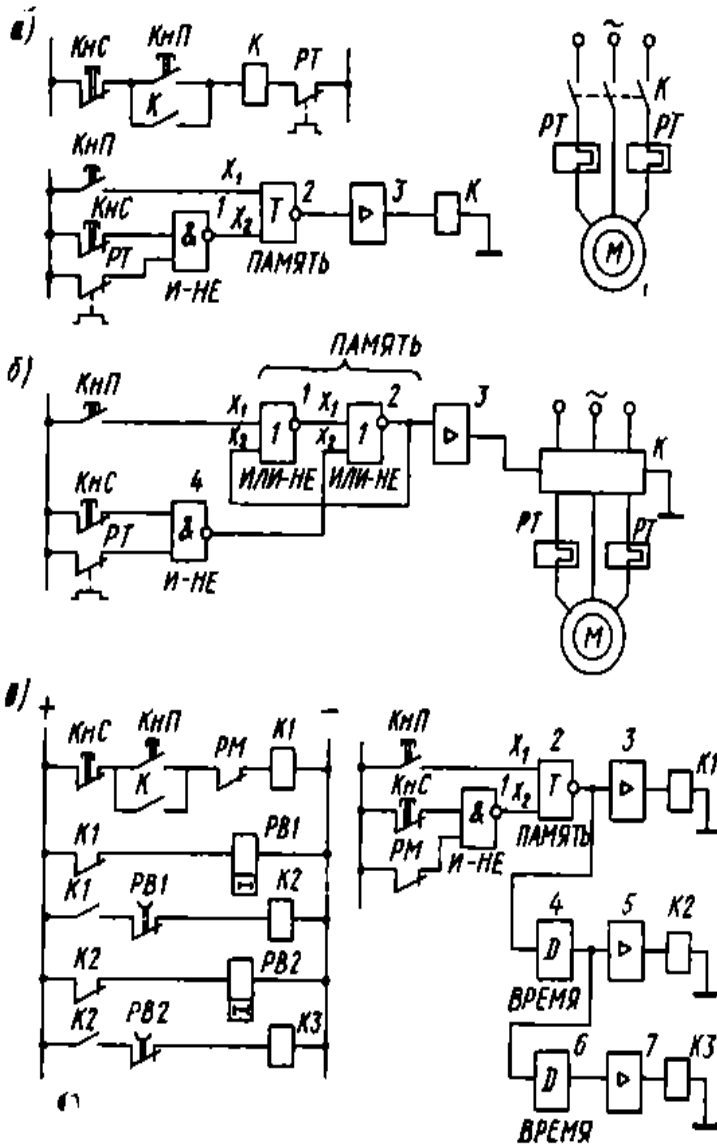 а)
КнС КнП К РТ
К
КнП
X₁ 2 3 К
Т
КнС
1 X₂
&
РТ
И-НЕ
ПАМЯТЬ
~
К
РТ РТ
М
б)
ПАМЯТЬ
КнП
X₁ 1 X₁ 2 3
X₂ 1 X₂ 1
ИЛИ-НЕ ИЛИ-НЕ
КнС 4
&
РТ
И-НЕ
~
К
РТ РТ
М
в)
+ −
КнС КнП РМ К1
К
К1 РВ1
К1 РВ1 К2
К2 РВ2
К2 РВ2 К3
КнП
X₁ 2 3 К1
Т
КнС 1 X₂
&
РМ
И-НЕ
ПАМЯТЬ
4 5 К2
D
ВРЕМЯ
6 7 К3
D
ВРЕМЯ